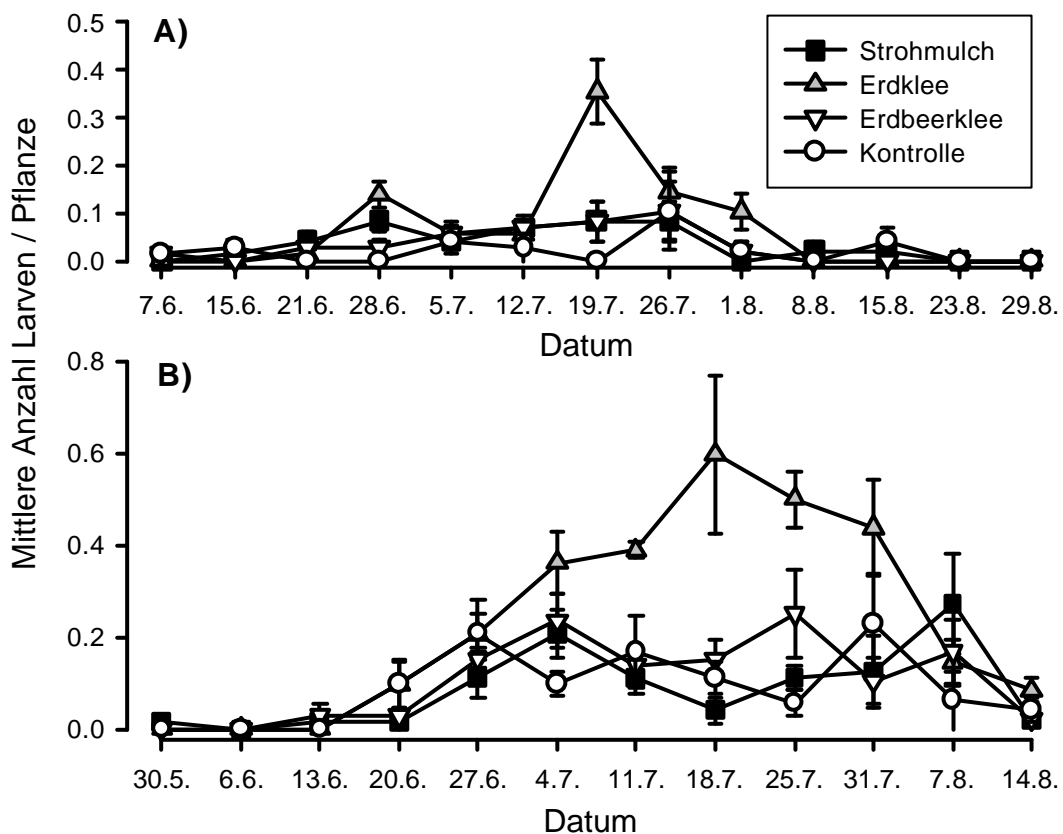 Mittlere Anzahl Larven / Pflanze
A)
0.5
0.4
0.3
0.2
0.1
0.0
Strohmulch
Erdklee
Erdbeerklee
Kontrolle
7.6. 15.6. 21.6. 28.6. 5.7. 12.7. 19.7. 26.7. 1.8. 8.8. 15.8. 23.8. 29.8.
Datum
B)
0.8
0.6
0.4
0.2
0.0
30.5. 6.6. 13.6. 20.6. 27.6. 4.7. 11.7. 18.7. 25.7. 31.7. 7.8. 14.8.
Datum